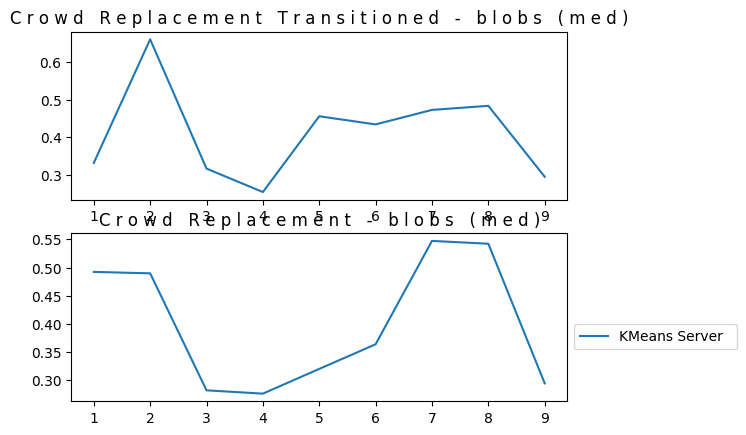 Crowd Replacement Transitioned - blobs (med)
0.6
0.5
0.4
0.3
1 2 3 4 5 6 7 8 9
Crowd Replacement - blobs (med)
0.55
0.50
0.45
0.40
0.35
0.30
1 2 3 4 5 6 7 8 9
KMeans Server